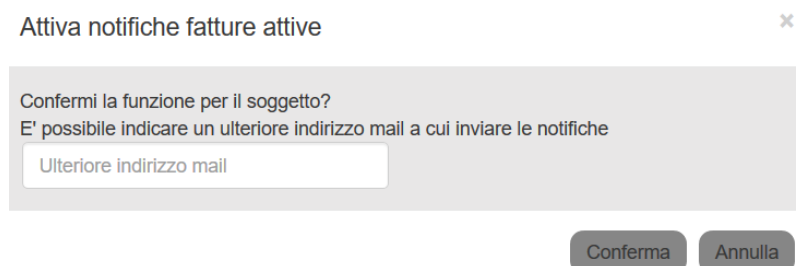 Attiva notifiche fatture attive
×
Confermi la funzione per il soggetto?
E' possibile indicare un ulteriore indirizzo mail a cui inviare le notifiche
Ulteriore indirizzo mail
Conferma Annulla